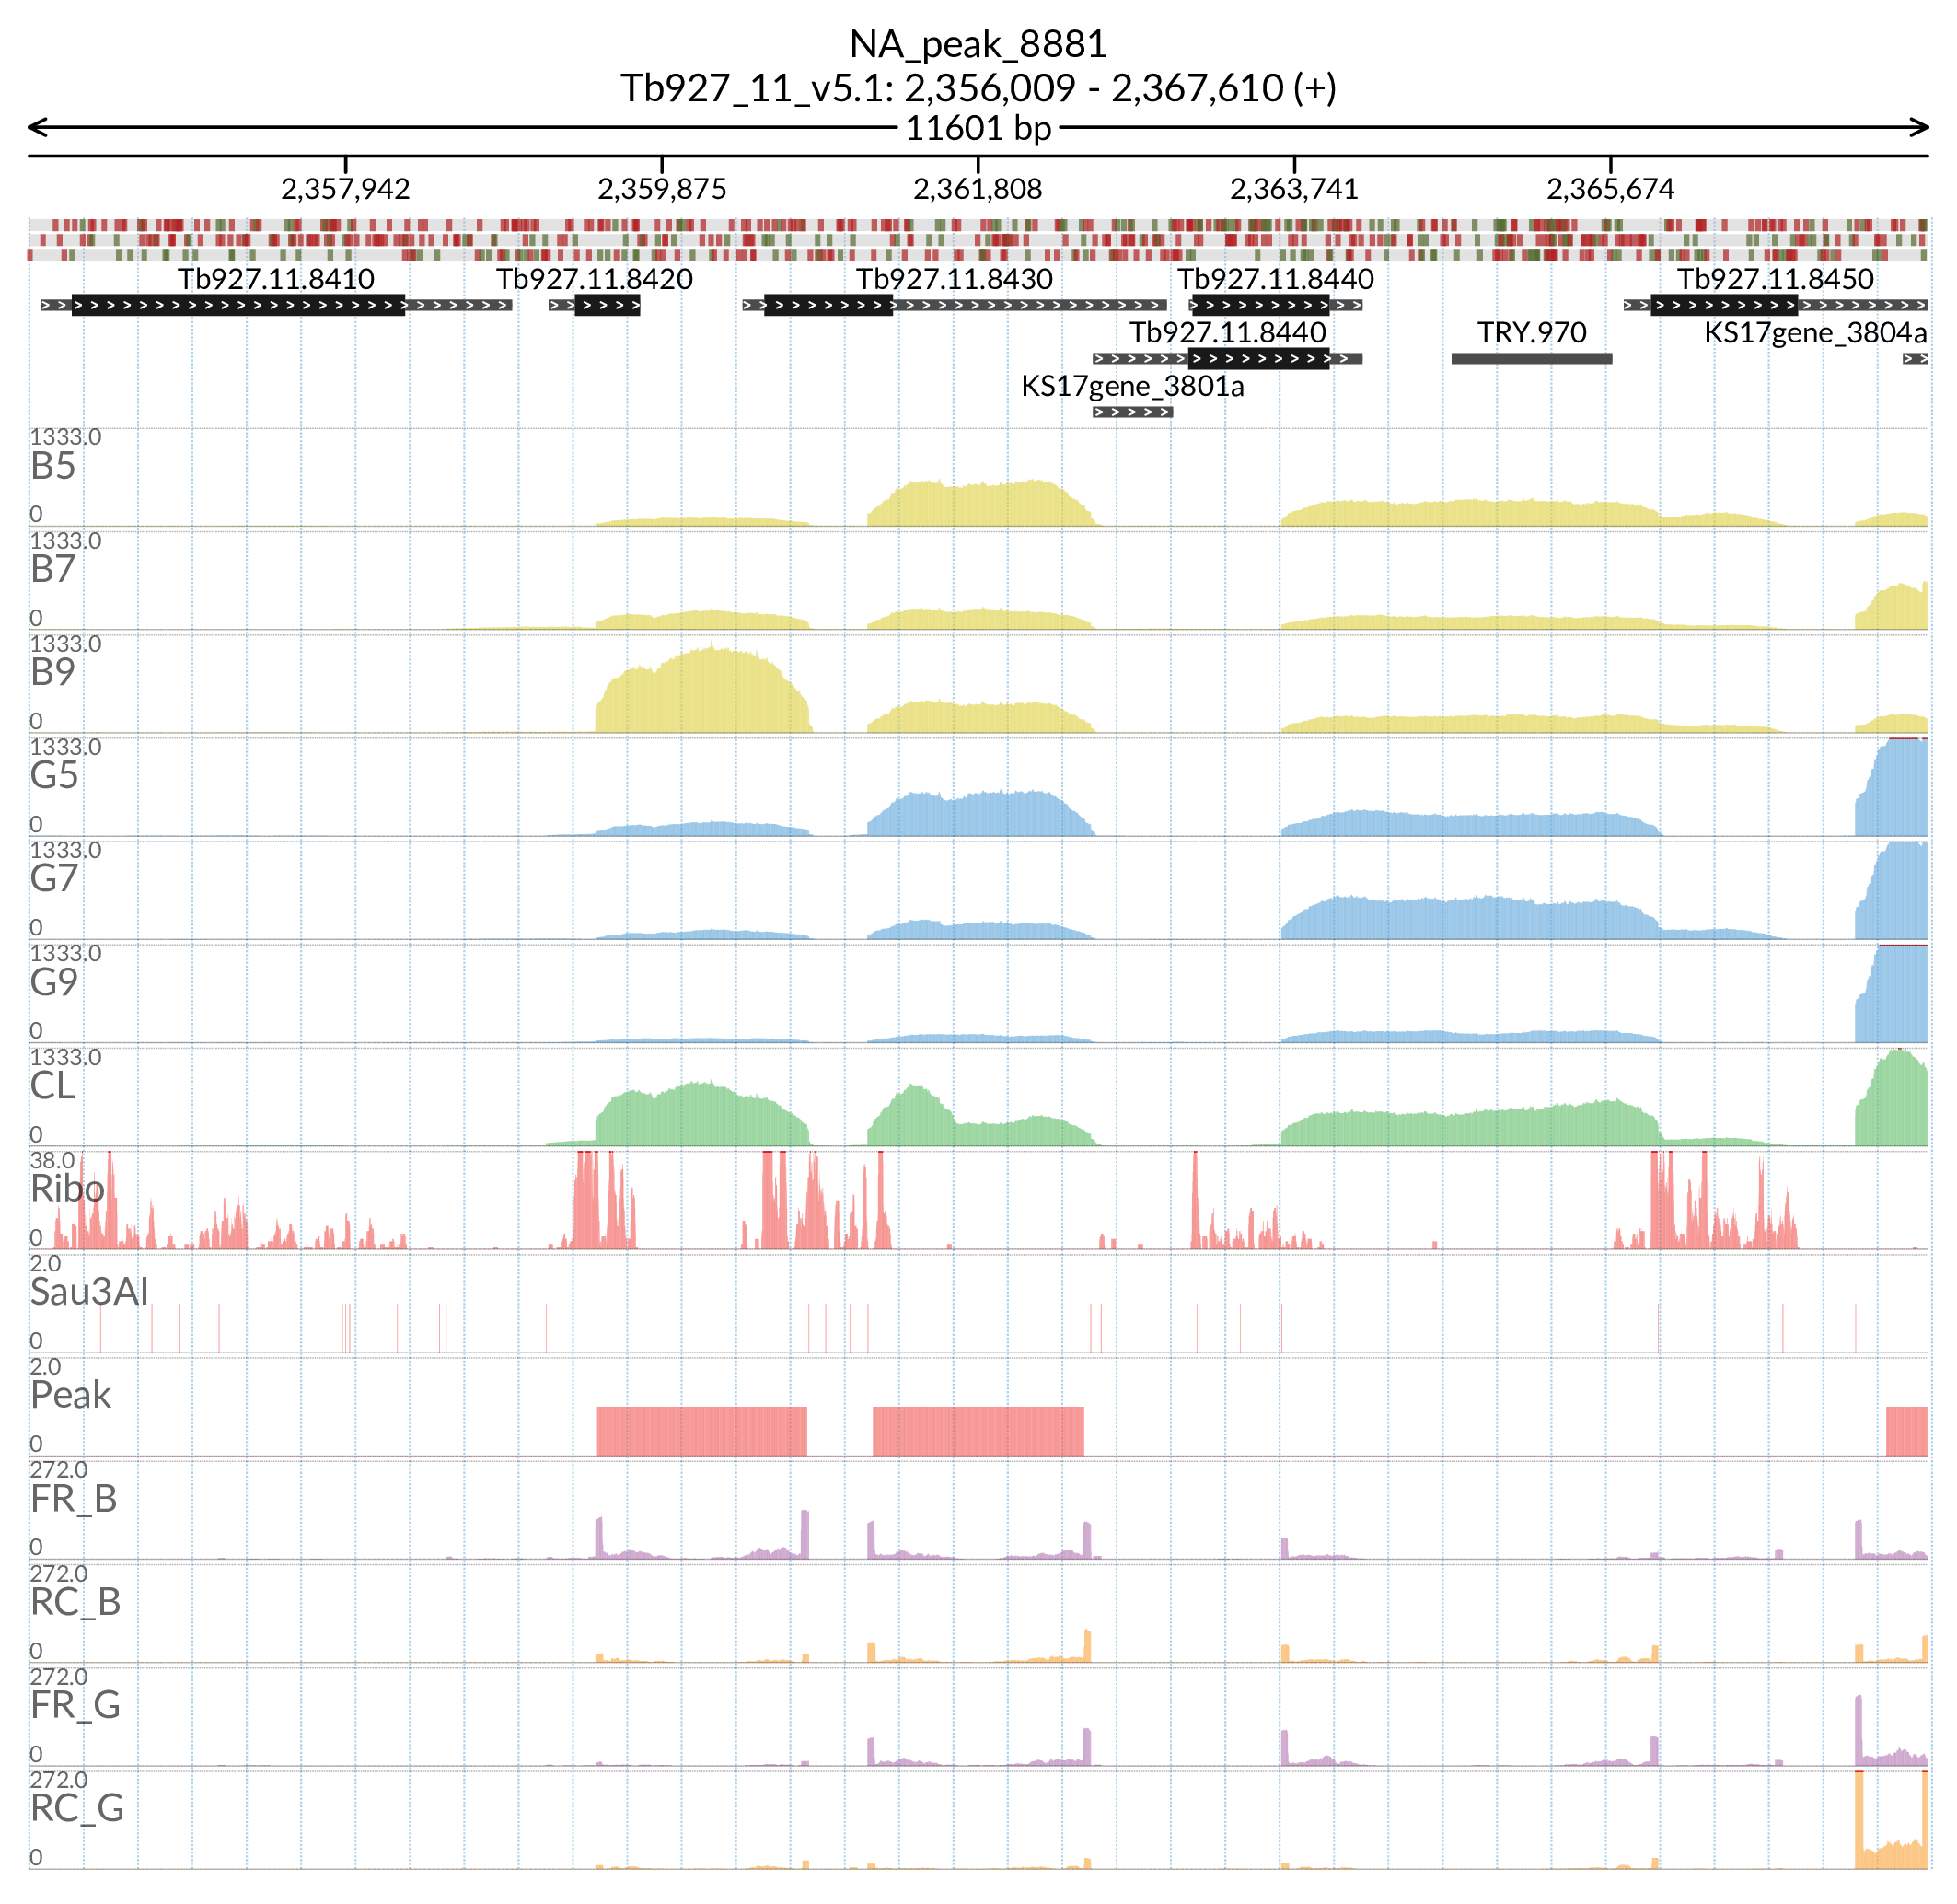 NA_peak_8881
Tb927_11_v5.1: 2,356,009 - 2,367,610 (+)
11601 bp
2,357,942 2,359,875 2,361,808 2,363,741 2,365,674
Tb927.11.8410 Tb927.11.8420 Tb927.11.8430 Tb927.11.8440 Tb927.11.8450
Tb927.11.8440 TRY.970 KS17gene_3804a
KS17gene_3801a
1333.0
B5
0
1333.0
B7
0
1333.0
B9
0
1333.0
G5
0
1333.0
G7
0
1333.0
G9
0
1333.0
CL
0
38.0
Ribo
0
2.0
Sau3AI
0
2.0
Peak
0
272.0
FR_B
0
272.0
RC_B
0
272.0
FR_G
0
272.0
RC_G
0